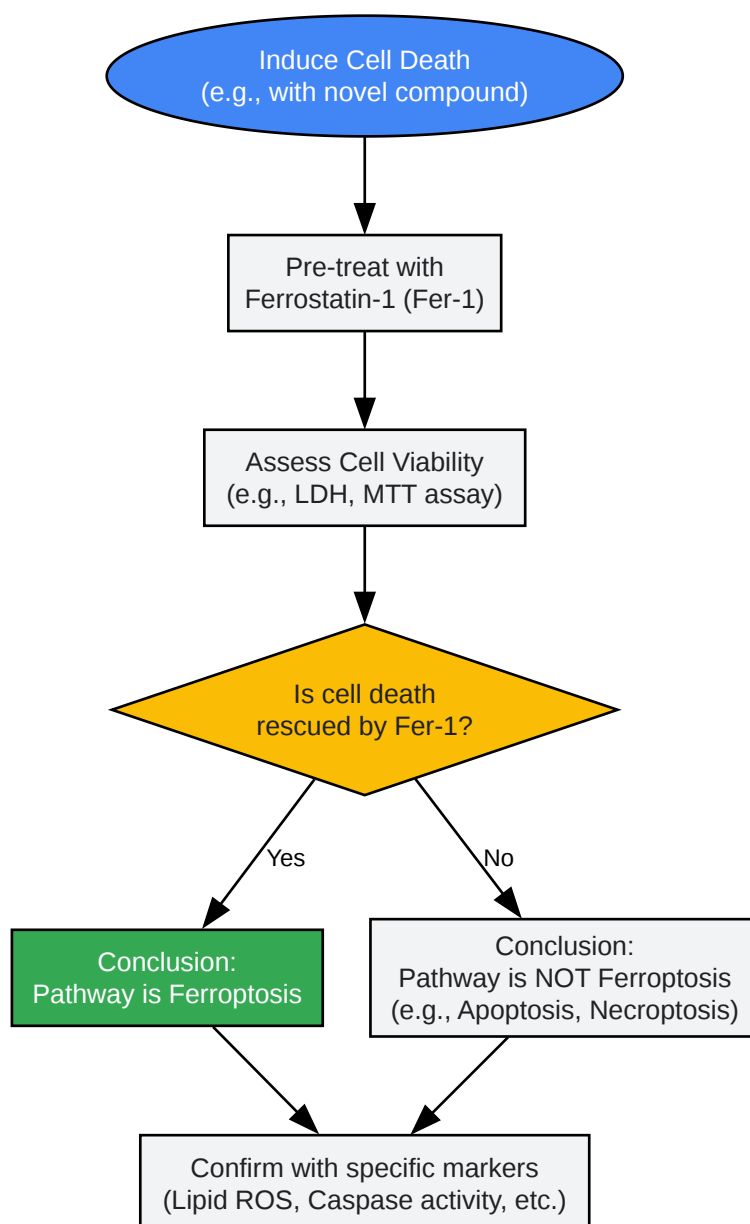 Induce Cell Death
(e.g., with novel compound)
Pre-treat with
Ferrostatin-1 (Fer-1)
Assess Cell Viability
(e.g., LDH, MTT assay)
Is cell death
rescued by Fer-1?
Yes
No
Conclusion:
Pathway is Ferroptosis
Conclusion:
Pathway is NOT Ferroptosis
(e.g., Apoptosis, Necroptosis)
Confirm with specific markers
(Lipid ROS, Caspase activity, etc.)